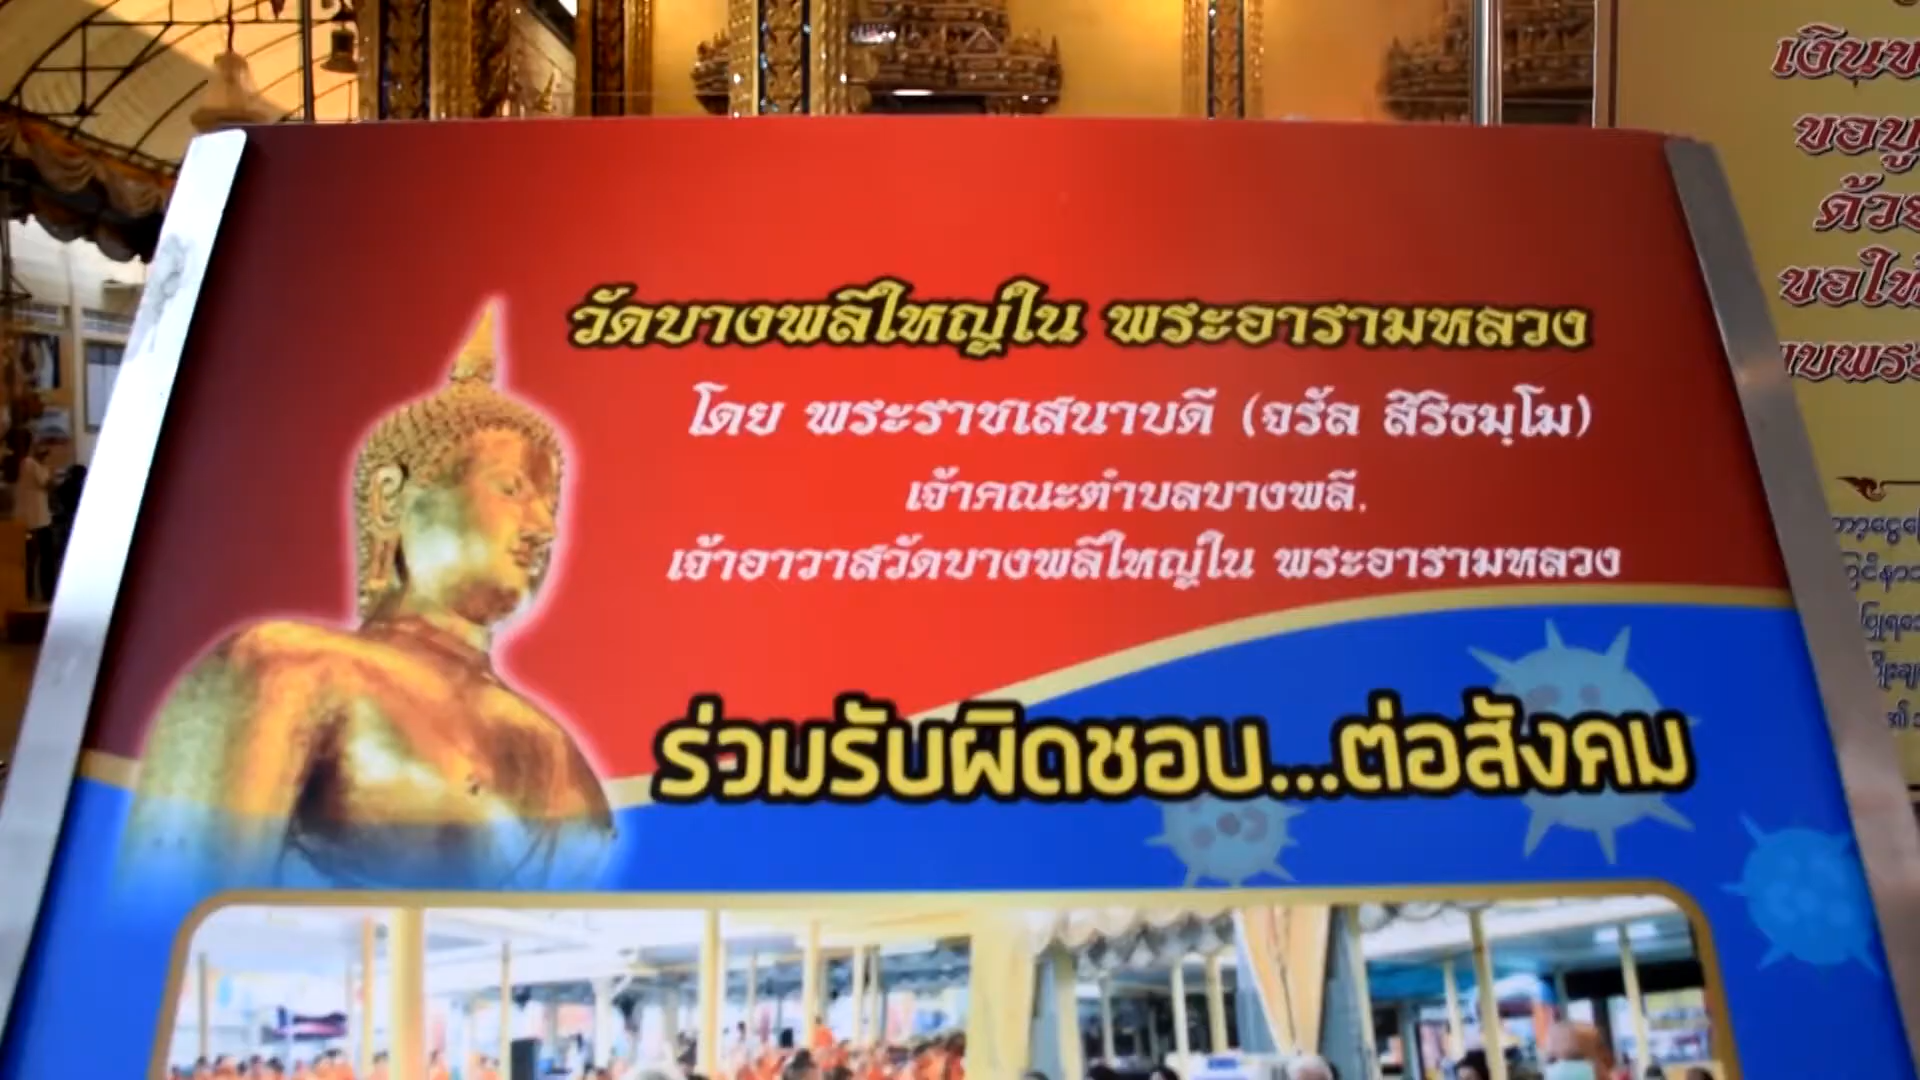 วัดบางพลีใหญ่ใน พระอารามหลวง
โดย พระราชเสนาบดี (จรัล สิริธมฺโม)
เจ้าคณะตำบลบางพลี.
เจ้าอาวาสวัดบางพลีใหญ่ใน พระอารามหลวง
ร่วมรับผิดชอบ...ต่อสังคม
ด้วย